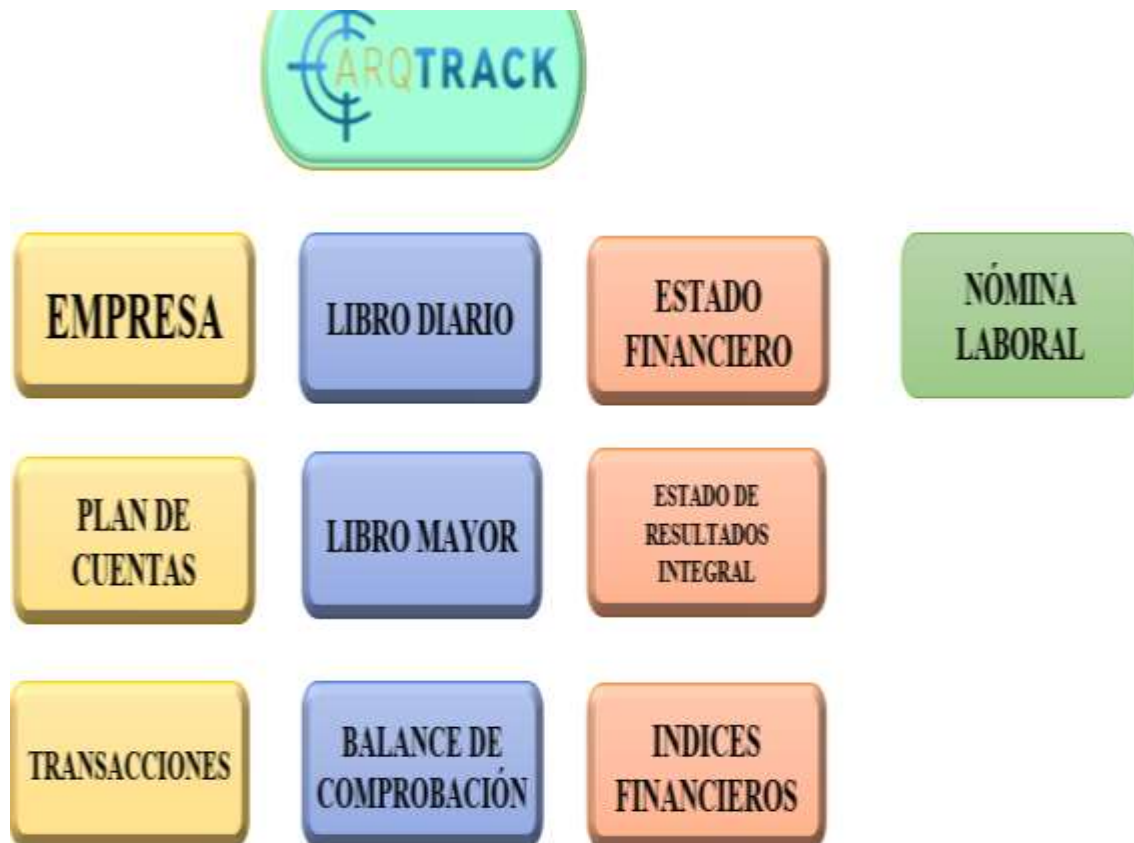 ARQTRACK
EMPRESA
LIBRO DIARIO
ESTADO
FINANCIERO
NÓMINA
LABORAL
PLAN DE
CUENTAS
LIBRO MAYOR
ESTADO DE
RESULTADOS
INTEGRAL
TRANSACCIONES
BALANCE DE
COMPROBACIÓN
INDICES
FINANCIEROS